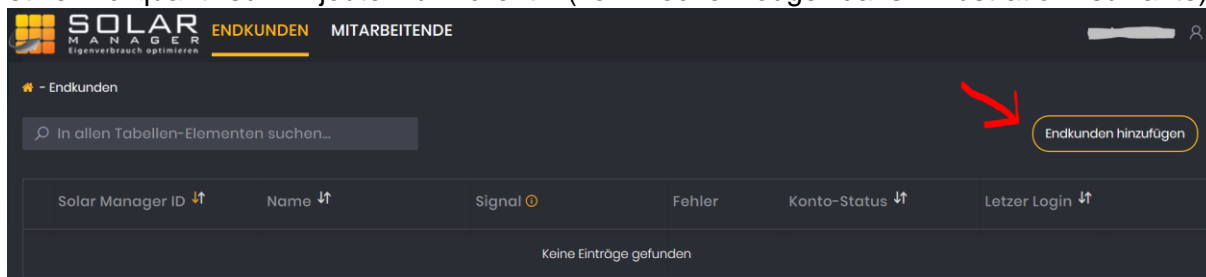 SOLAR
MANAGER
Eigenverbrauch optimieren
ENDKUNDEN MITARBEITENDE
- Endkunden
In allen Tabellen-Elementen suchen...
Endkunden hinzufügen
Solar Manager ID Name Signal Fehler Konto-Status Letzer Login
Keine Einträge gefunden